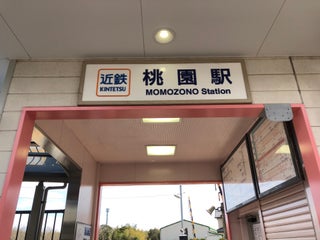 近鉄
KINTETSU
桃園駅
MOMOZONO Station